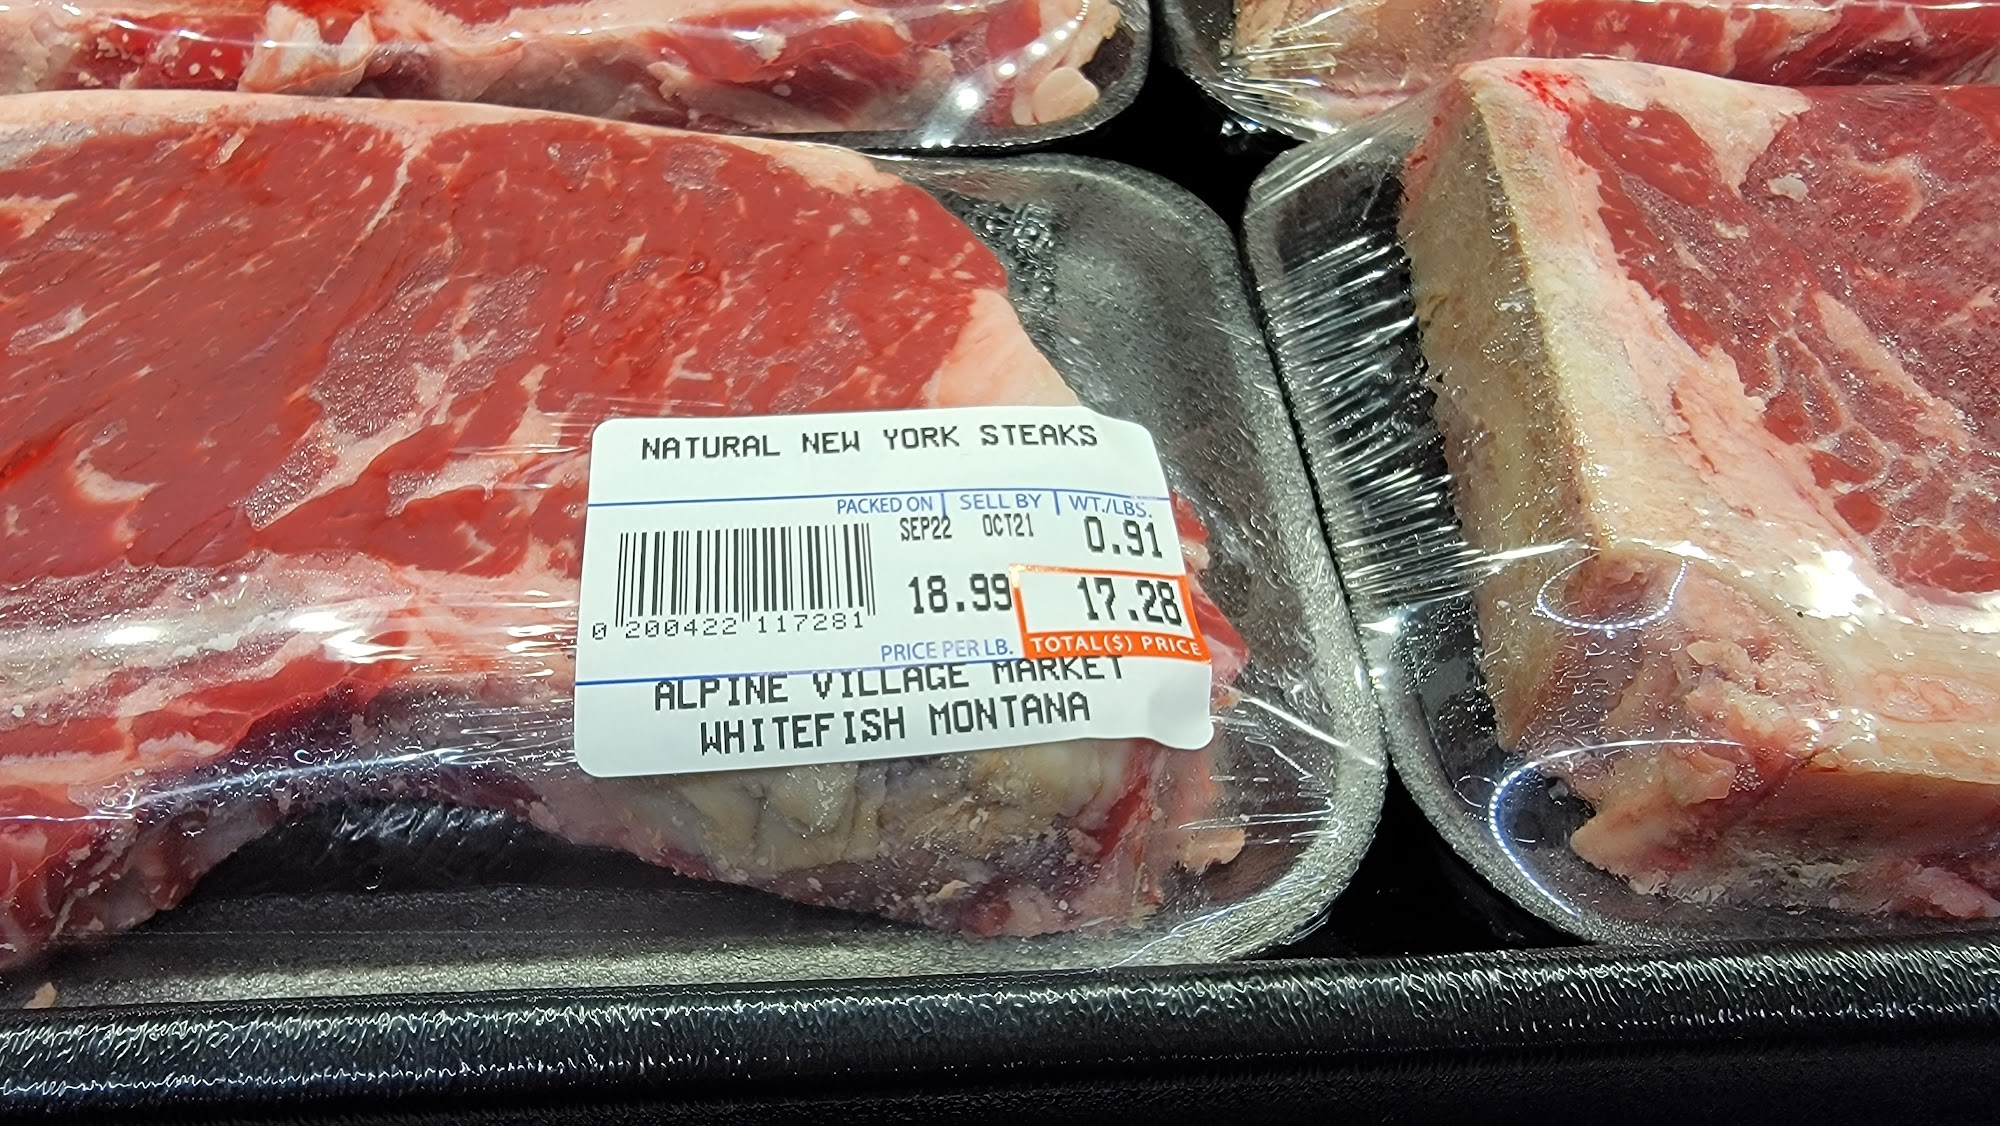 NATURAL NEW YORK STEAKS
PACKED ON SELL BY WT./LBS.
SEP22 OCT21 0.91
18.99 17.28
0 200422 117281
PRICE PER LB. TOTAL($) PRICE
ALPINE VILLAGE MARKET
WHITEFISH MONTANA